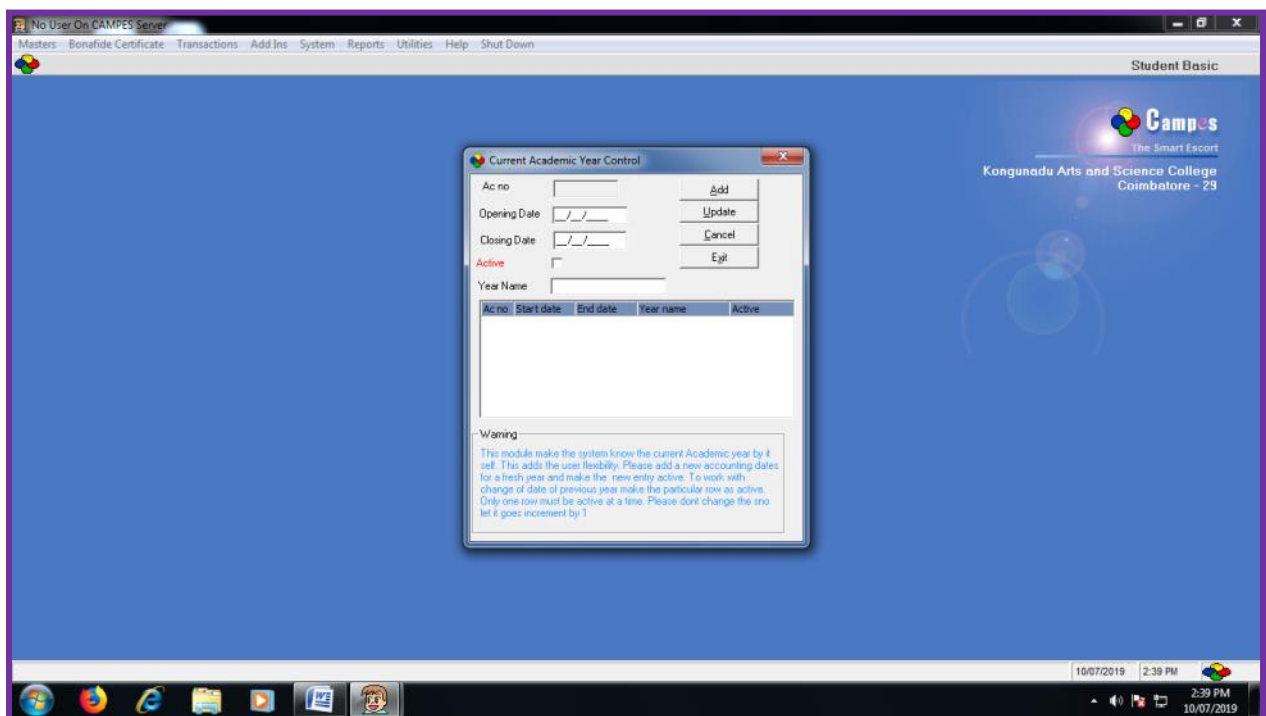 No User On CAMPES Server
Masters Bonafide Certificate Transactions Add Ins System Reports Utilities Help Shut Down
Student Basic
Campes
The Smart Escort
Kongunadu Arts and Science College
Coimbatore - 29
Current Academic Year Control
Ac no
Add
Opening Date __/__/____
Update
Closing Date __/__/____
Cancel
Active
Exit
Year Name
Ac no Start date End date Year name Active
Warning
This module make the system know the current Academic year by it
self. This adds the user flexibility. Please add a new accounting dates
for a fresh year and make the new entry active. To work with
change of date of previous year make the particular row as active.
Only one row must be active at a time. Please dont change the sno
let it goes increment by 1
10/07/2019 2:39 PM
2:39 PM
10/07/2019